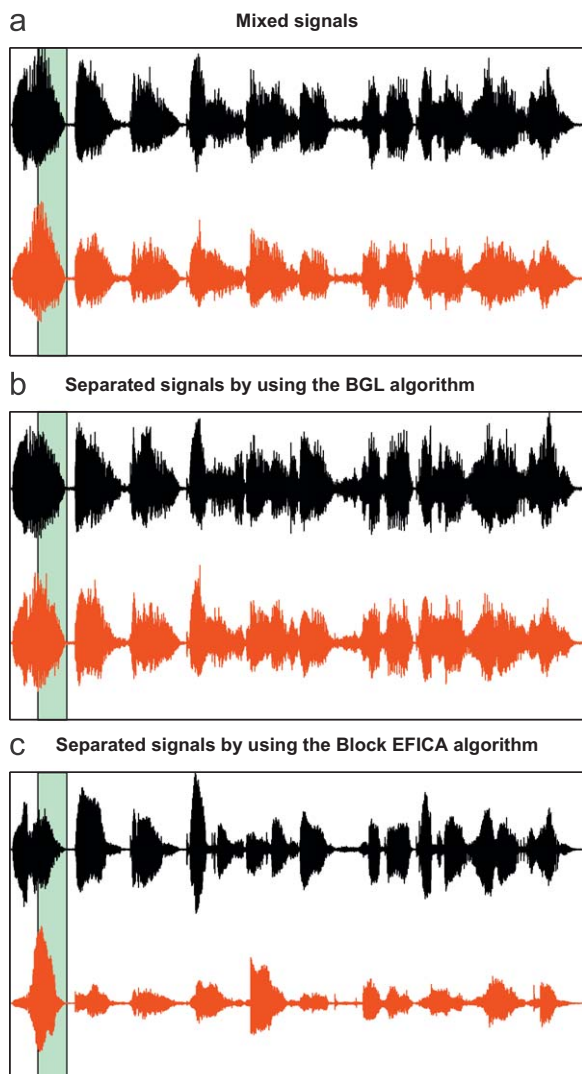 a
Mixed signals
b
Separated signals by using the BGL algorithm
c
Separated signals by using the Block EFICA algorithm